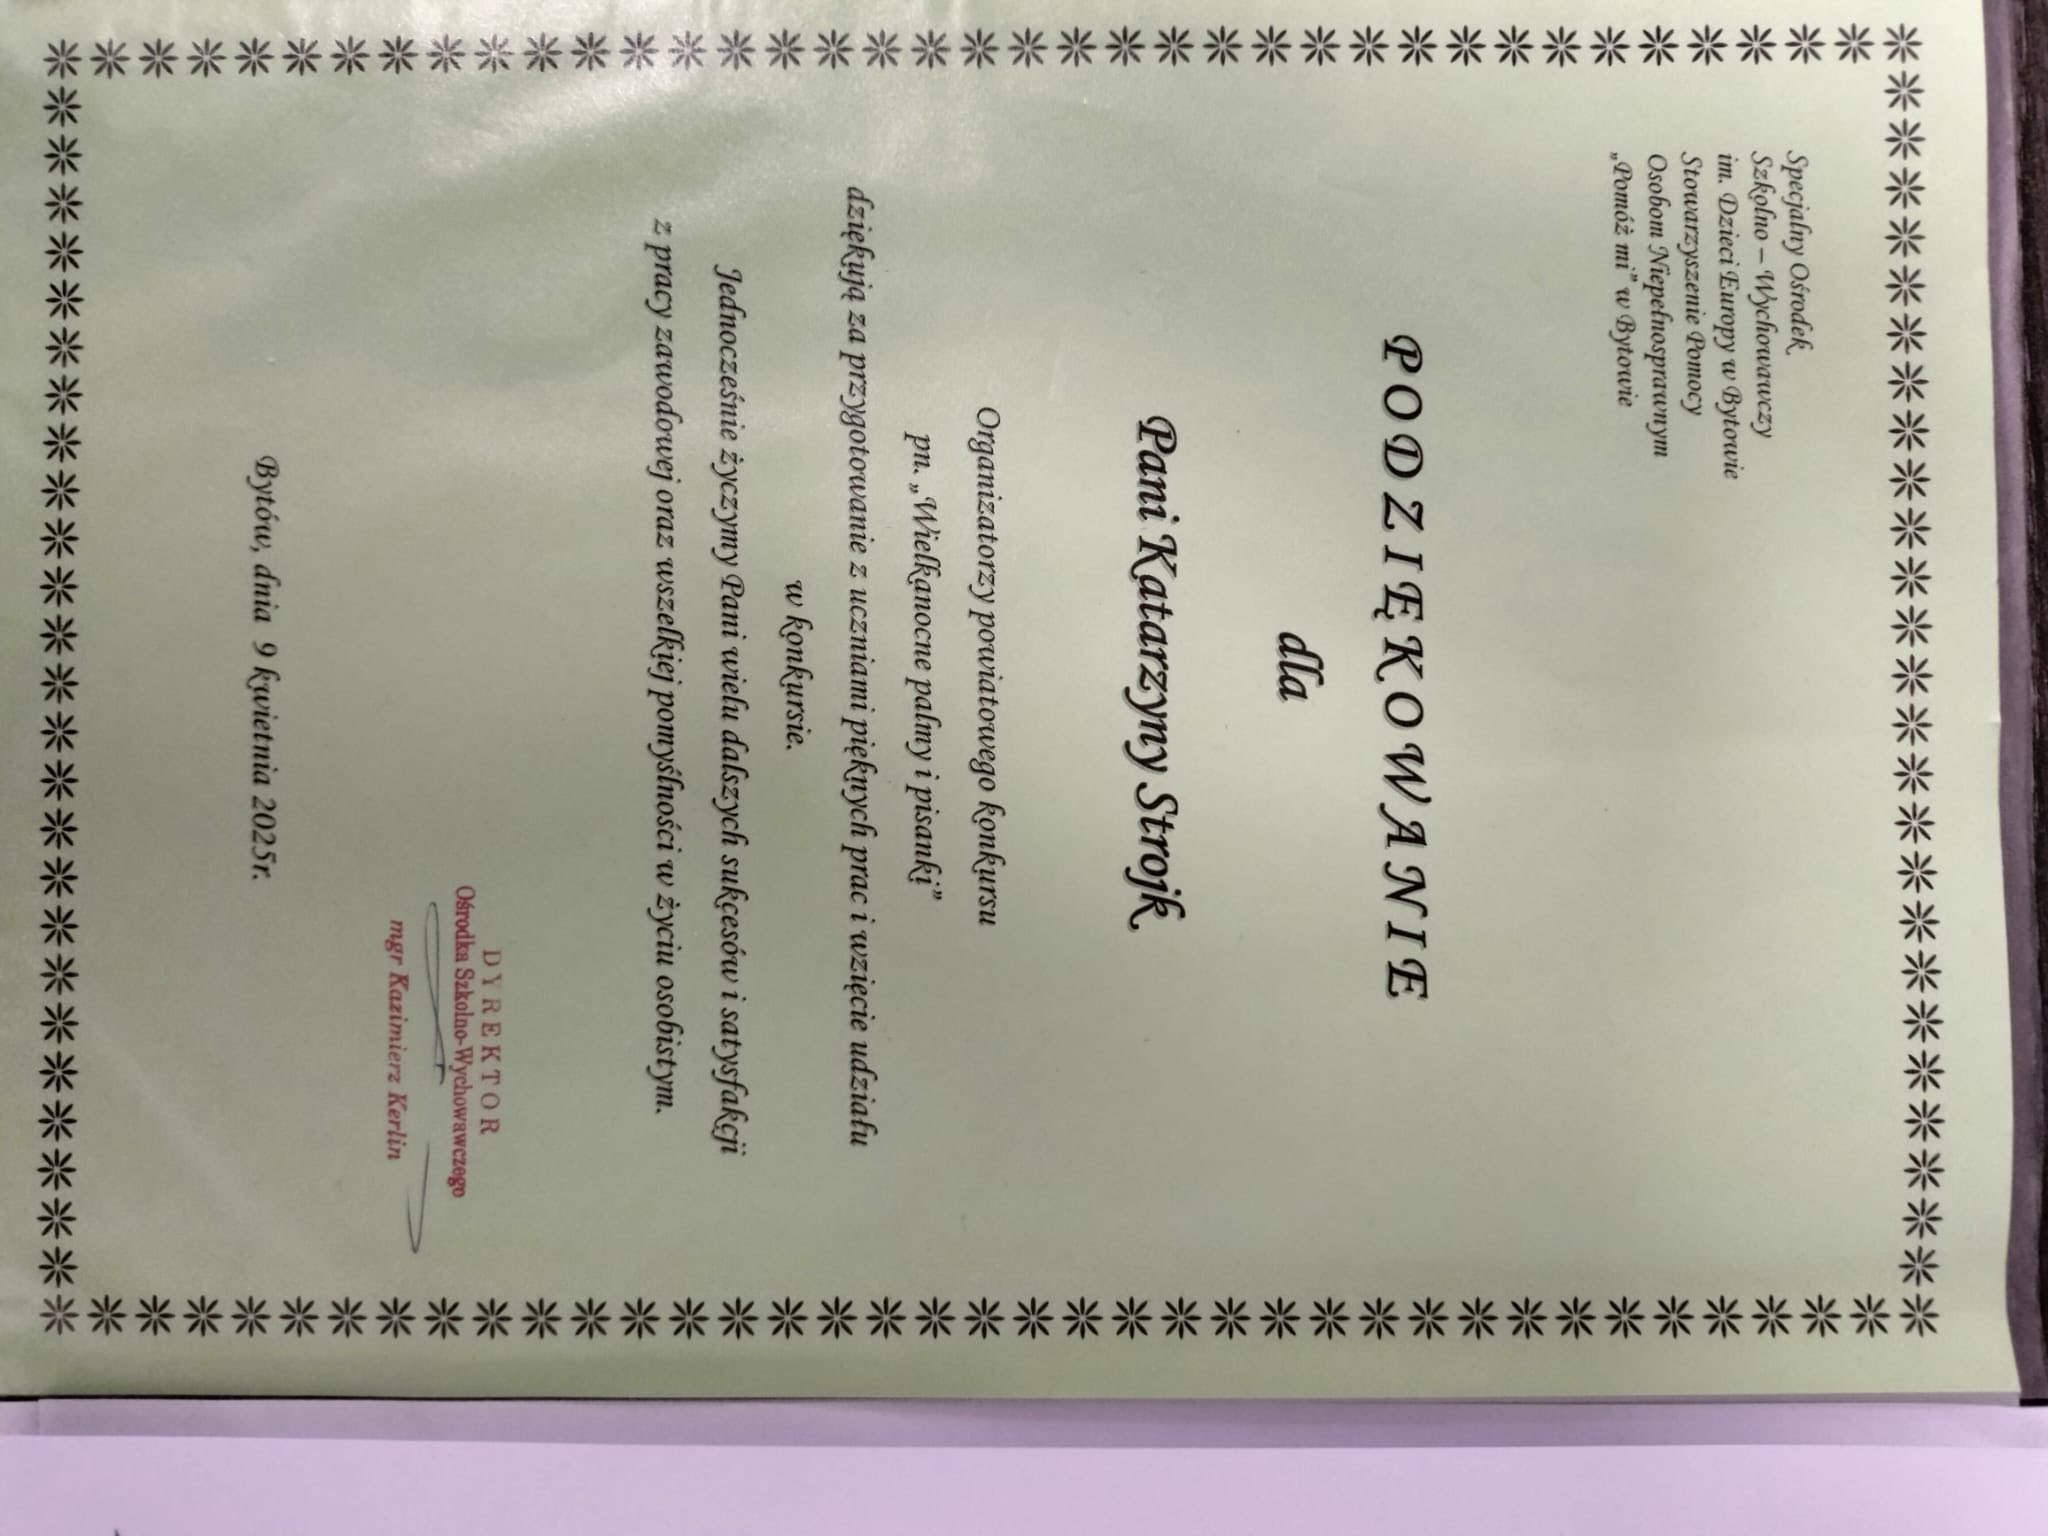 Specjalny Ośrodek
Szkolno – Wychowawczy
im. Dzieci Europy w Bytowie
Stowarzyszenie Pomocy
Osobom Niepełnosprawnym
„Pomóż mi” w Bytowie
PODZIĘKOWANIE
dla
Pani Katarzyny Strojk
Organizatorzy powiatowego konkursu
pn. „Wielkanocne palmy i pisanki”
dziękują za przygotowanie z uczniami pięknych prac i wzięcie udziału
w konkursie.
Jednocześnie życzymy Pani wielu dalszych sukcesów i satysfakcji
z pracy zawodowej oraz wszelkiej pomyślności w życiu osobistym.
DYREKTOR
Ośrodka Szkolno-Wychowawczego
mgr Kazimierz Kerlin
Bytów, dnia 9 kwietnia 2025r.